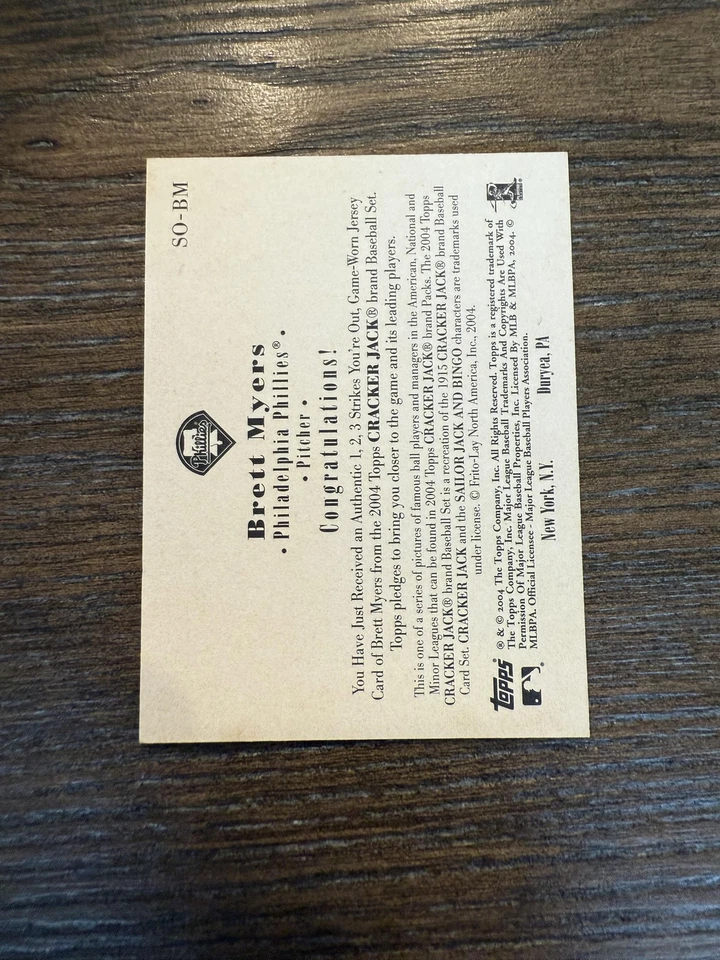 SO-BM
Phillies
Brett Myers
• Philadelphia Phillies® •
• Pitcher •
Congratulations!
You Have Just Received an Authentic 1, 2, 3 Strikes You're Out, Game-Worn Jersey
Card of Brett Myers from the 2004 Topps CRACKER JACK® brand Baseball Set.
Topps pledges to bring you closer to the game and its leading players.
This is one of a series of pictures of famous ball players and managers in the American, National and
Minor Leagues that can be found in 2004 Topps CRACKER JACK® brand Packs. The 2004 Topps
CRACKER JACK® brand Baseball Set is a recreation of the 1915 CRACKER JACK® brand Baseball
Card Set. CRACKER JACK and the SAILOR JACK AND BINGO characters are trademarks used
under license. © Frito-Lay North America, Inc., 2004.
topps
® & © 2004 The Topps Company, Inc. All Rights Reserved. Topps is a registered trademark of
The Topps Company, Inc. Major League Baseball Trademarks And Copyrights Are Used With
Permission Of Major League Baseball Properties, Inc. Licensed By MLB & MLBPA, 2004. ©
MLBPA. Official Licensee - Major League Baseball Players Association.
New York, N.Y. Duryea, PA